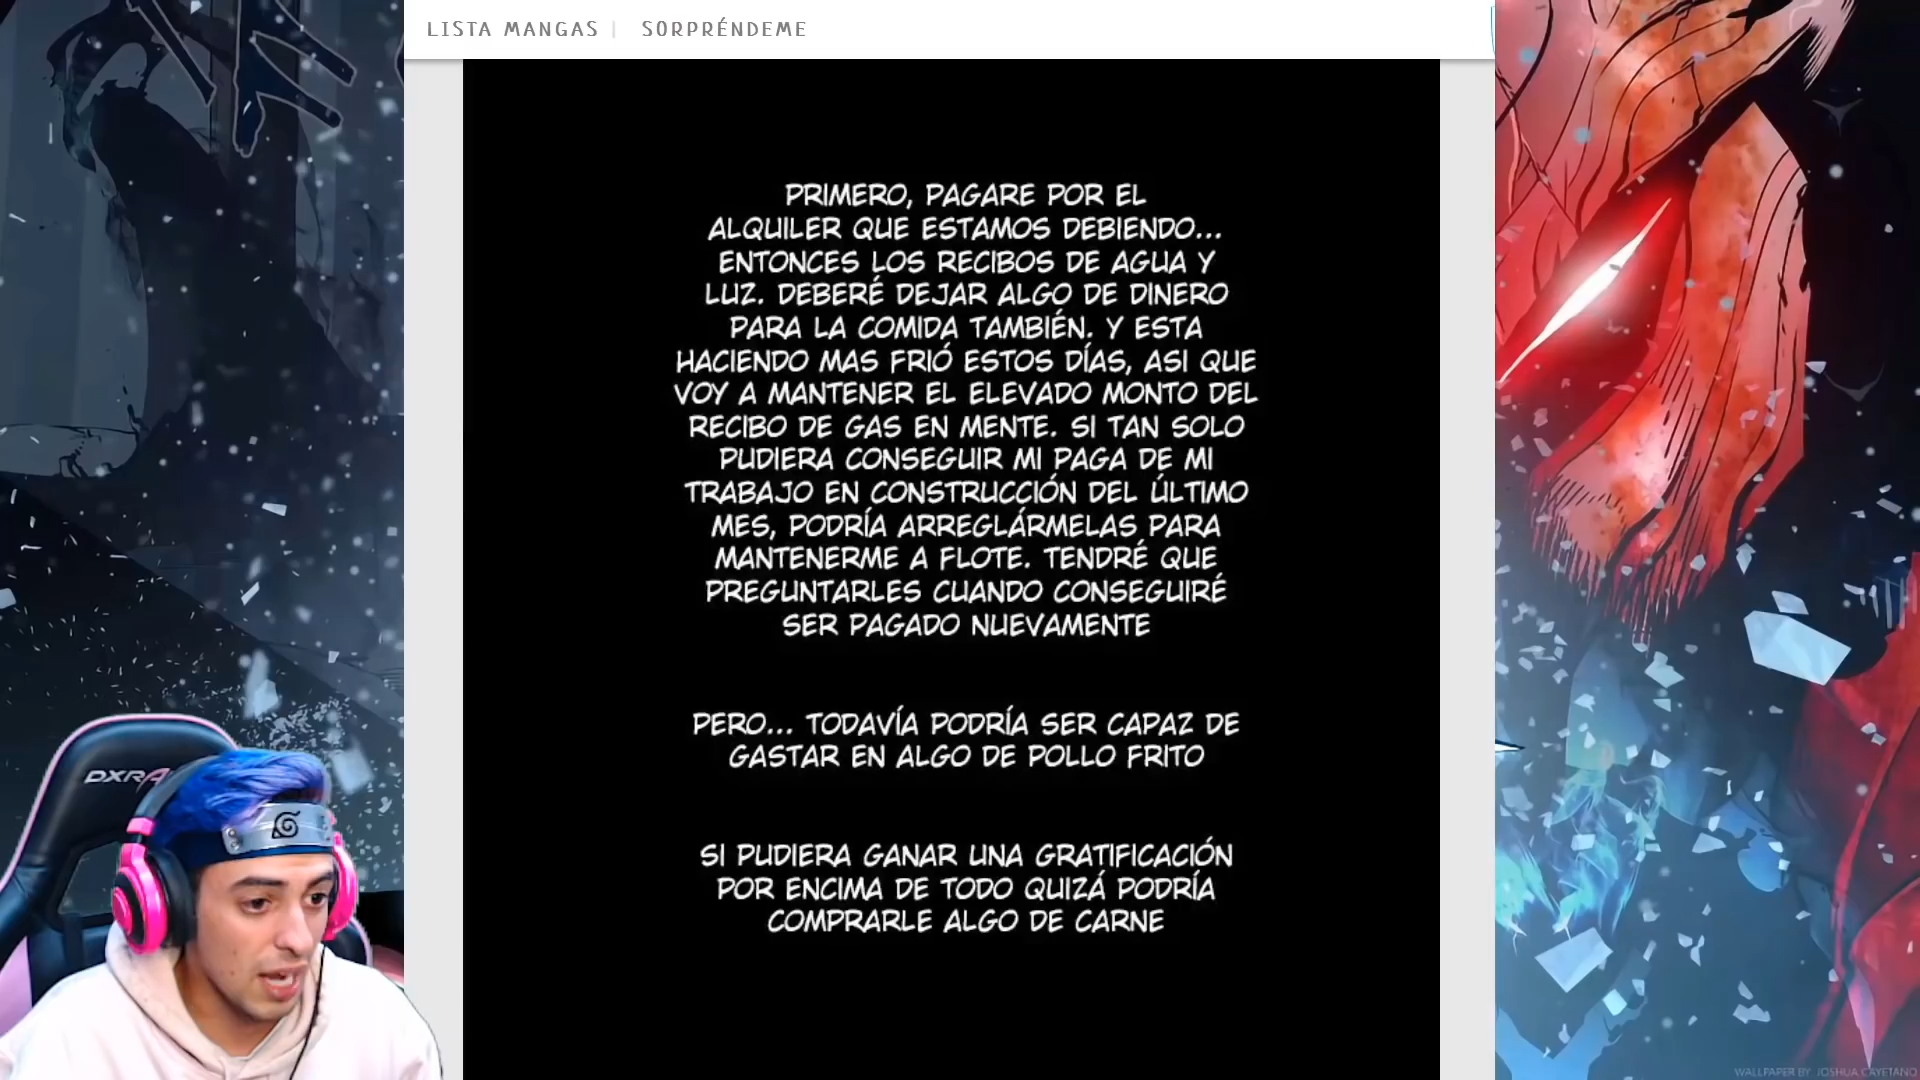 LISTA MANGAS | SORPRÉNDEME
PRIMERO, PAGARE POR EL
ALQUILER QUE ESTAMOS DEBIENDO...
ENTONCES LOS RECIBOS DE AGUA Y
LUZ. DEBERÉ DEJAR ALGO DE DINERO
PARA LA COMIDA TAMBIÉN. Y ESTA
HACIENDO MAS FRIÓ ESTOS DÍAS, ASI QUE
VOY A MANTENER EL ELEVADO MONTO DEL
RECIBO DE GAS EN MENTE. SI TAN SOLO
PUDIERA CONSEGUIR MI PAGA DE MI
TRABAJO EN CONSTRUCCIÓN DEL ÚLTIMO
MES, PODRÍA ARREGLÁRMELAS PARA
MANTENERME A FLOTE. TENDRÉ QUE
PREGUNTARLES CUANDO CONSEGUIRÉ
SER PAGADO NUEVAMENTE
PERO... TODAVÍA PODRÍA SER CAPAZ DE
GASTAR EN ALGO DE POLLO FRITO
SI PUDIERA GANAR UNA GRATIFICACIÓN
POR ENCIMA DE TODO QUIZÁ PODRÍA
COMPRARLE ALGO DE CARNE
WALLPAPER BY JOSHUA CAYETANO